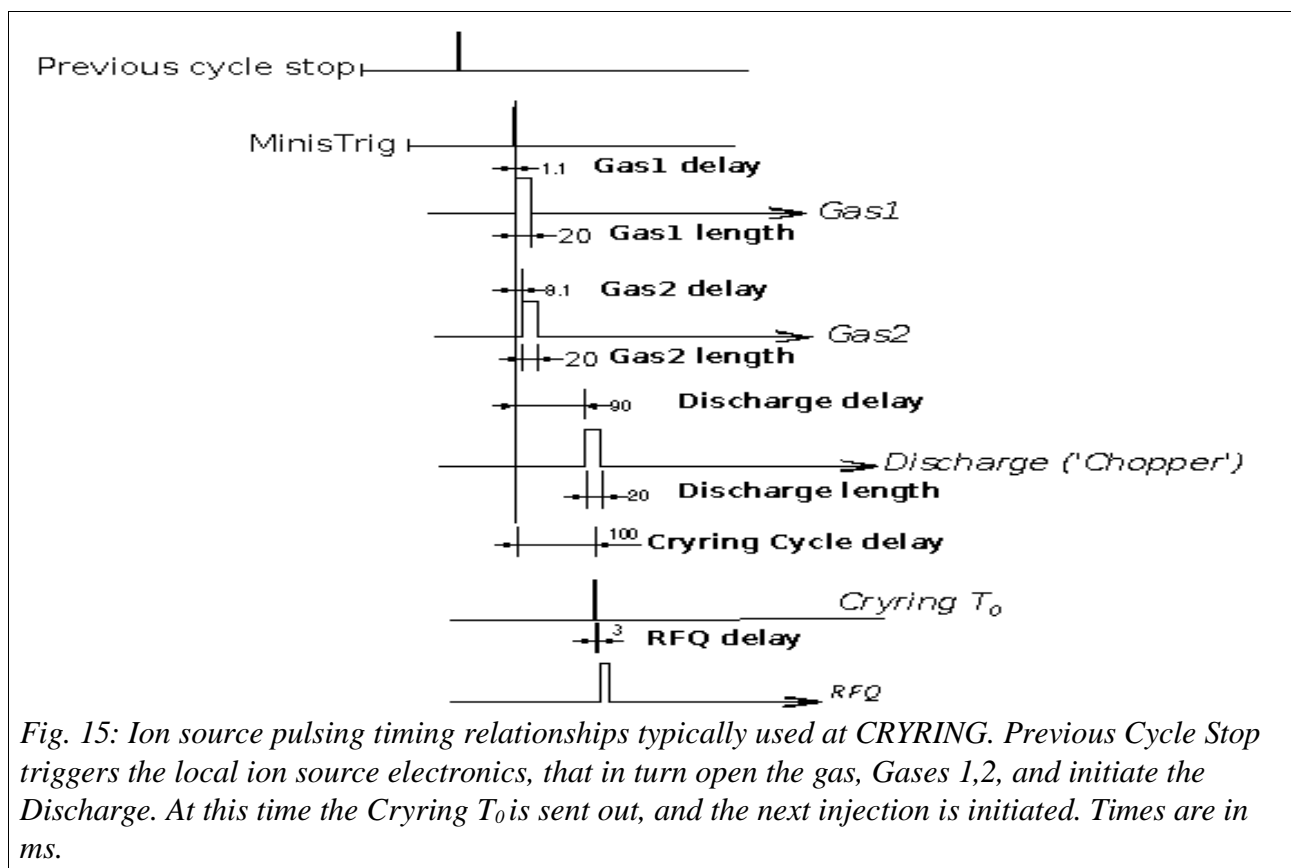 Previous cycle stop
MinisTrig
1.1 Gas1 delay
Gas1
20 Gas1 length
8.1 Gas2 delay
Gas2
20 Gas2 length
90 Discharge delay
Discharge ('Chopper')
20 Discharge length
100 Cryring Cycle delay
Cryring T₀
3 RFQ delay
RFQ
Fig. 15: Ion source pulsing timing relationships typically used at CRYRING. Previous Cycle Stop
triggers the local ion source electronics, that in turn open the gas, Gases 1,2, and initiate the
Discharge. At this time the Cryring T₀ is sent out, and the next injection is initiated. Times are in
ms.